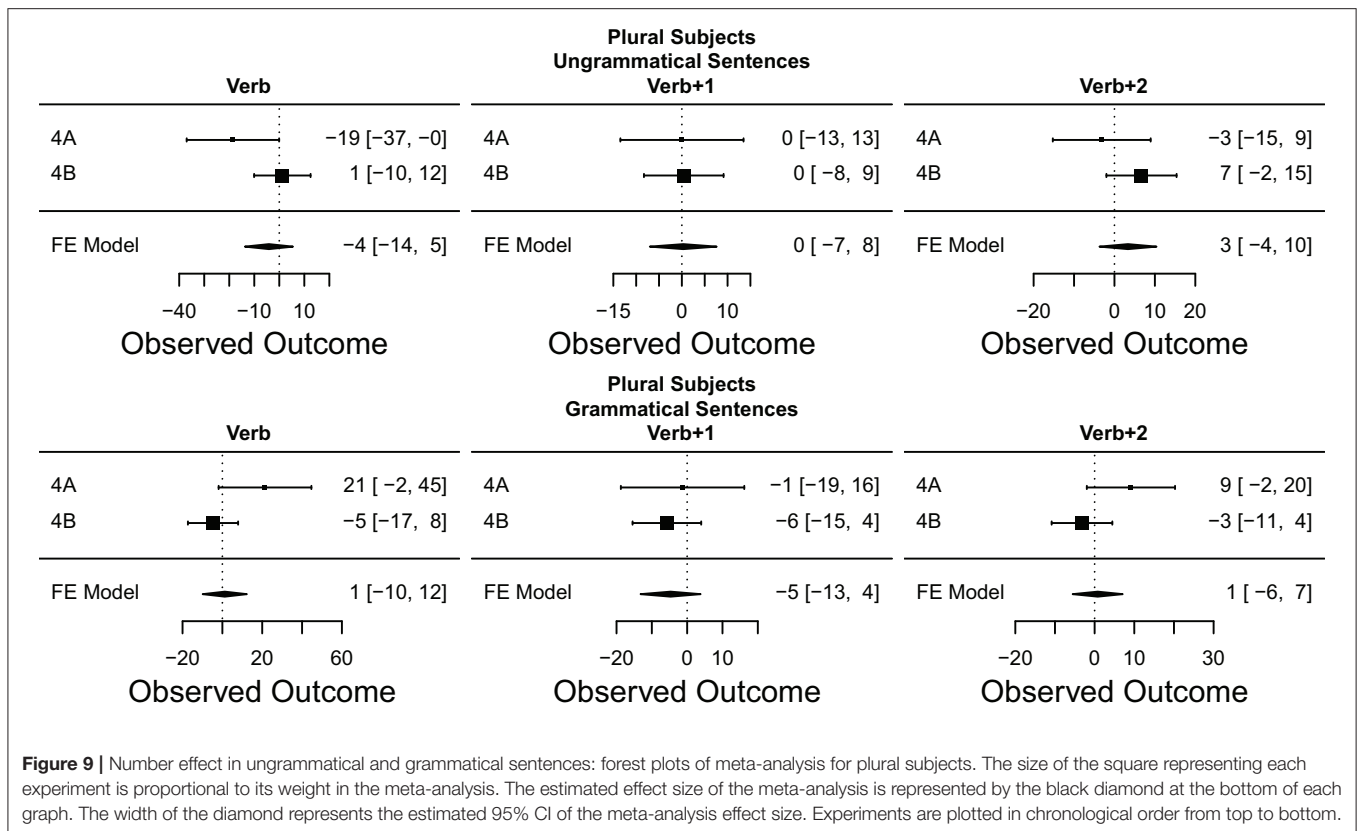 Plural Subjects
Ungrammatical Sentences
Verb Verb+1 Verb+2
4A −19 [−37, −0] 4A 0 [−13, 13] 4A −3 [−15, 9]
4B 1 [−10, 12] 4B 0 [ −8, 9] 4B 7 [ −2, 15]
FE Model −4 [−14, 5] FE Model 0 [ −7, 8] FE Model 3 [ −4, 10]
−40 −10 10 −15 0 10 −20 0 10 20
Observed Outcome Observed Outcome Observed Outcome
Plural Subjects
Grammatical Sentences
Verb Verb+1 Verb+2
4A 21 [ −2, 45] 4A −1 [−19, 16] 4A 9 [ −2, 20]
4B −5 [−17, 8] 4B −6 [−15, 4] 4B −3 [−11, 4]
FE Model 1 [−10, 12] FE Model −5 [−13, 4] FE Model 1 [ −6, 7]
−20 20 60 −20 0 10 −20 0 10 30
Observed Outcome Observed Outcome Observed Outcome
Figure 9 | Number effect in ungrammatical and grammatical sentences: forest plots of meta-analysis for plural subjects. The size of the square representing each
experiment is proportional to its weight in the meta-analysis. The estimated effect size of the meta-analysis is represented by the black diamond at the bottom of each
graph. The width of the diamond represents the estimated 95% CI of the meta-analysis effect size. Experiments are plotted in chronological order from top to bottom.